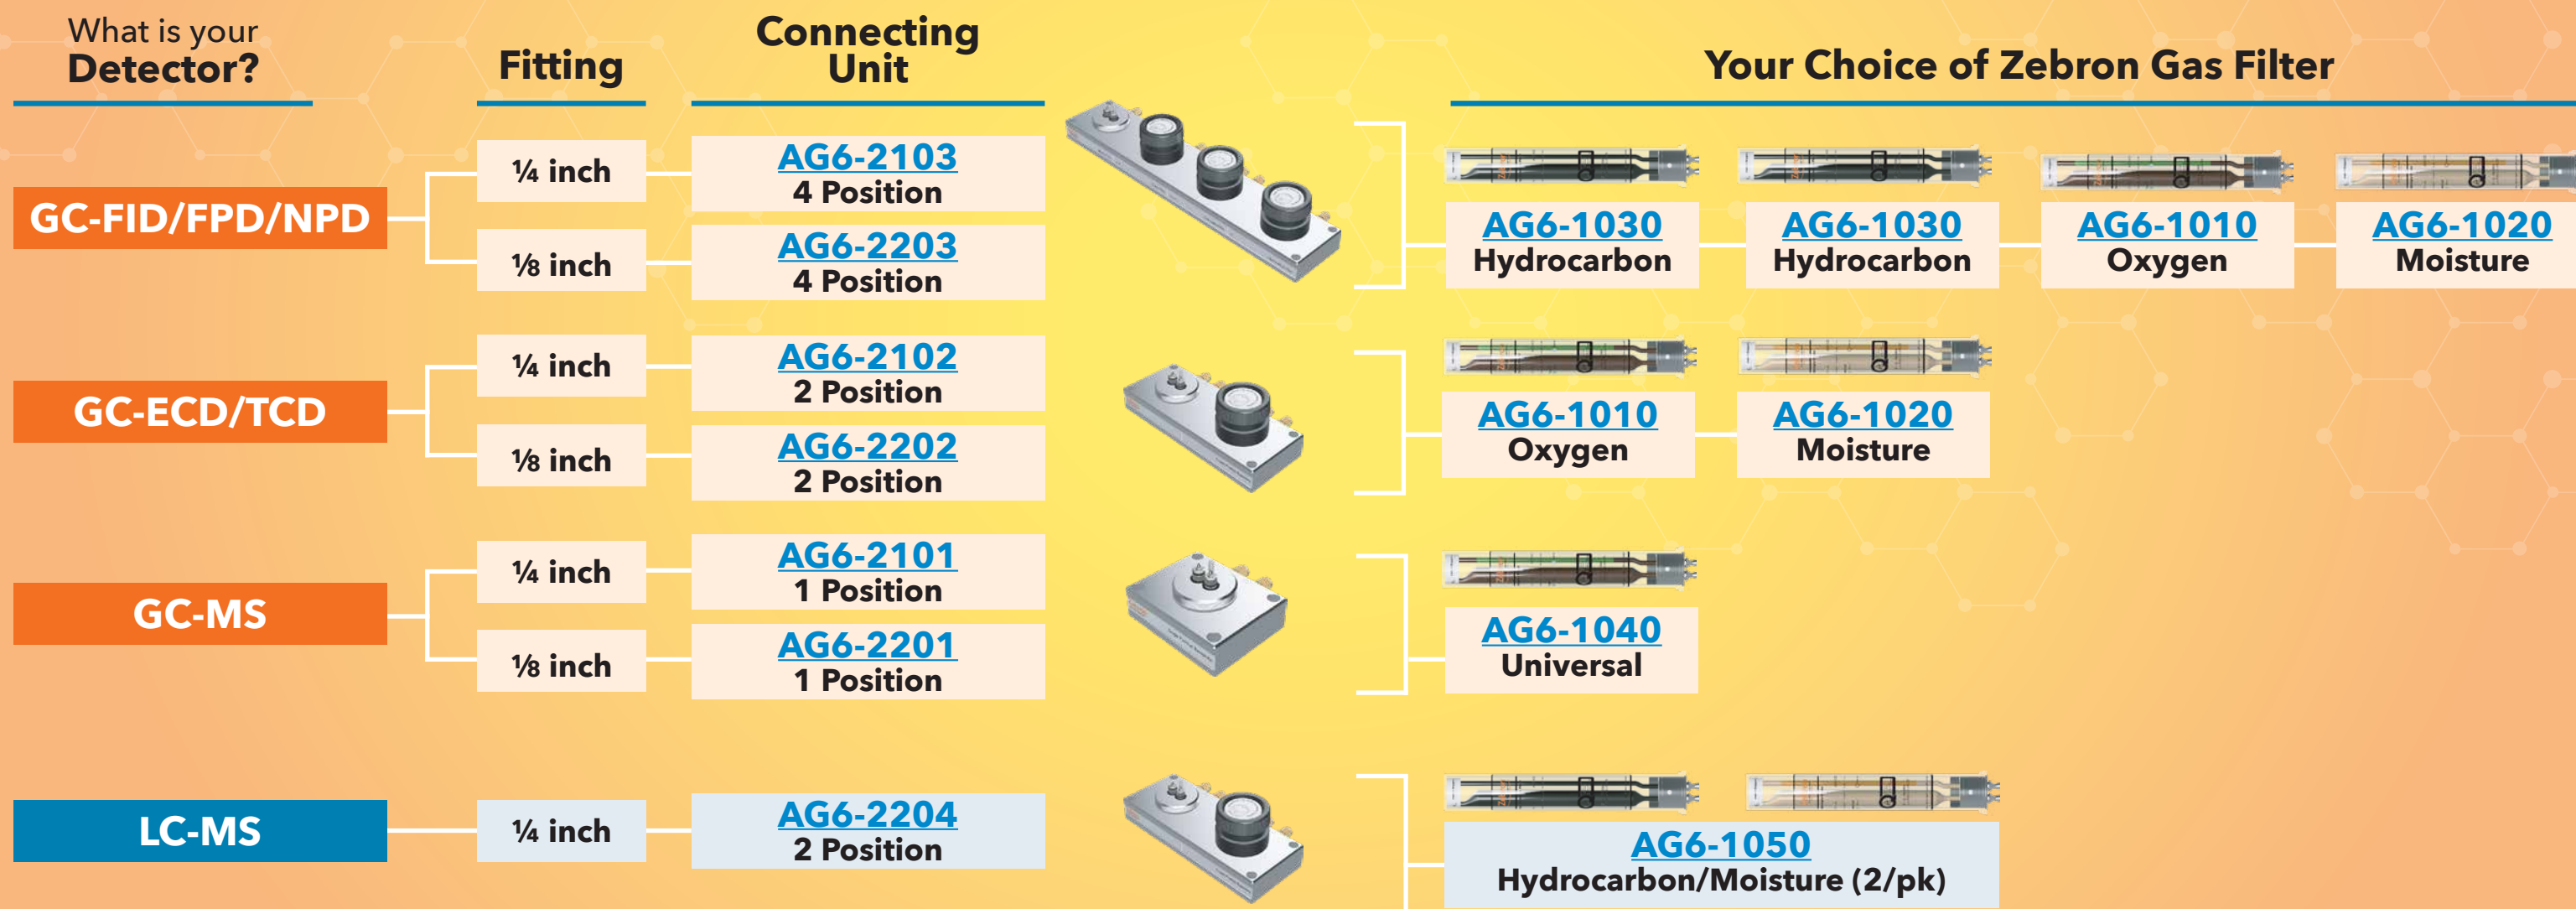 What is your
Detector?
Fitting
Connecting
Unit
Your Choice of Zebron Gas Filter
GC-FID/FPD/NPD
¼ inch
AG6-2103
4 Position
⅛ inch
AG6-2203
4 Position
AG6-1030
Hydrocarbon
AG6-1030
Hydrocarbon
AG6-1010
Oxygen
AG6-1020
Moisture
GC-ECD/TCD
¼ inch
AG6-2102
2 Position
⅛ inch
AG6-2202
2 Position
AG6-1010
Oxygen
AG6-1020
Moisture
GC-MS
¼ inch
AG6-2101
1 Position
⅛ inch
AG6-2201
1 Position
AG6-1040
Universal
LC-MS
¼ inch
AG6-2204
2 Position
AG6-1050
Hydrocarbon/Moisture (2/pk)